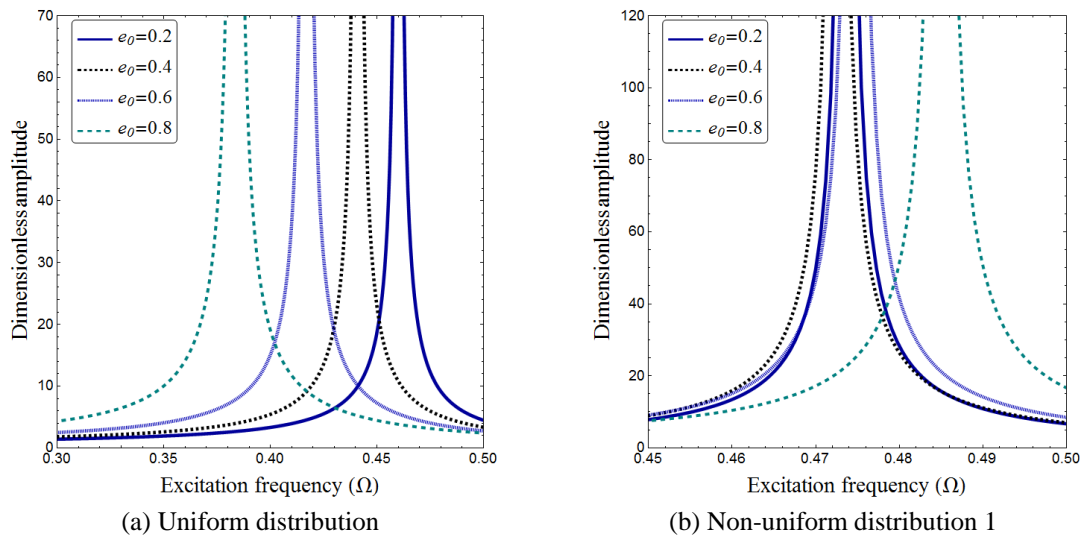 70
60
50
40
30
20
10
0
Dimensionless amplitude
e0=0.2
e0=0.4
e0=0.6
e0=0.8
0.30 0.35 0.40 0.45 0.50
Excitation frequency (Ω)
(a) Uniform distribution
120
100
80
60
40
20
0
Dimensionless amplitude
e0=0.2
e0=0.4
e0=0.6
e0=0.8
0.45 0.46 0.47 0.48 0.49 0.50
Excitation frequency (Ω)
(b) Non-uniform distribution 1